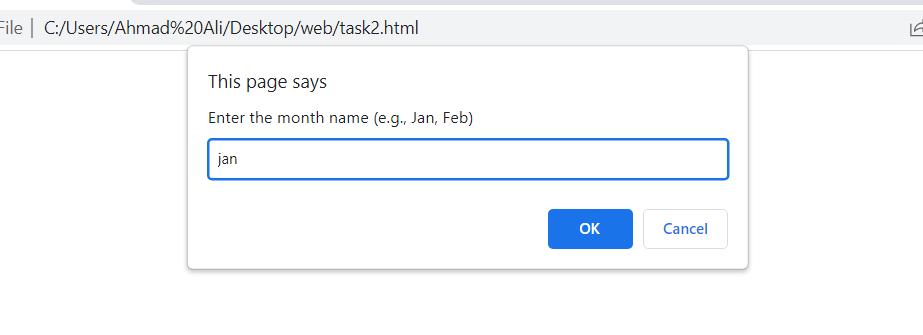 File | C:/Users/Ahmad%20Ali/Desktop/web/task2.html
This page says
Enter the month name (e.g., Jan, Feb)
jan
OK Cancel